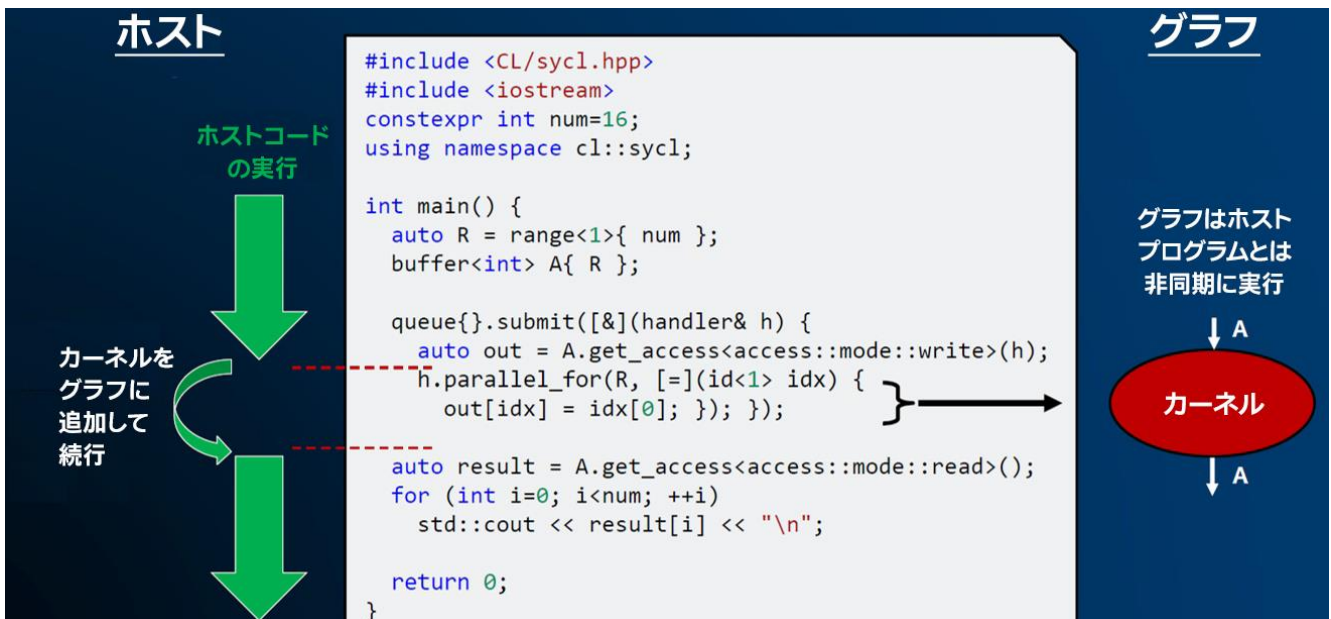 ホスト
ホストコード
の実行
カーネルを
グラフに
追加して
続行
#include <CL/sycl.hpp>
#include <iostream>
constexpr int num=16;
using namespace cl::sycl;
int main() {
auto R = range<1>{ num };
buffer<int> A{ R };
queue{}.submit([&](handler& h) {
auto out = A.get_access<access::mode::write>(h);
h.parallel_for(R, [=](id<1> idx) {
out[idx] = idx[0]; }); });
auto result = A.get_access<access::mode::read>();
for (int i=0; i<num; ++i)
std::cout << result[i] << "\n";
return 0;
}
グラフ
グラフはホスト
プログラムとは
非同期に実行
A
カーネル
A